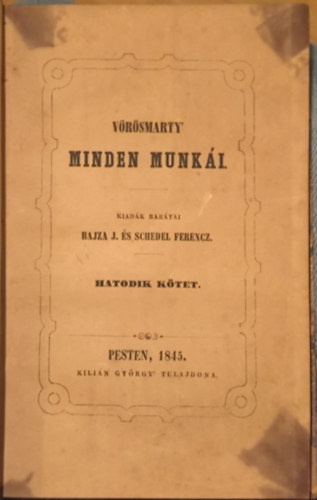 VÖRÖSMARTY'
MINDEN MUNKÁI.
KIADÁK BARÁTAI
BAJZA J. ÉS SCHEDEL FERENCZ.
HATODIK KÖTET.
PESTEN, 1845.
KILIÁN GYÖRGY' TULAJDONA.